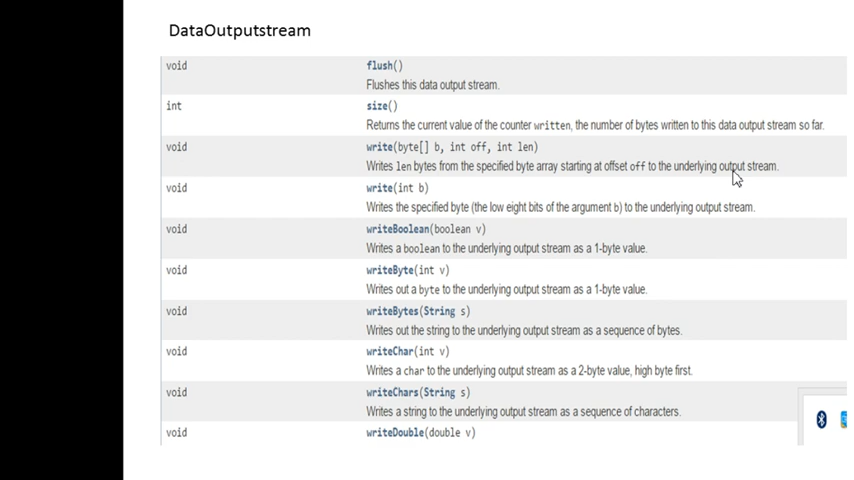 DataOutputstream
void flush()
Flushes this data output stream.
int size()
Returns the current value of the counter written, the number of bytes written to this data output stream so far.
void write(byte[] b, int off, int len)
Writes len bytes from the specified byte array starting at offset off to the underlying output stream.
void write(int b)
Writes the specified byte (the low eight bits of the argument b) to the underlying output stream.
void writeBoolean(boolean v)
Writes a boolean to the underlying output stream as a 1-byte value.
void writeByte(int v)
Writes out a byte to the underlying output stream as a 1-byte value.
void writeBytes(String s)
Writes out the string to the underlying output stream as a sequence of bytes.
void writeChar(int v)
Writes a char to the underlying output stream as a 2-byte value, high byte first.
void writeChars(String s)
Writes a string to the underlying output stream as a sequence of characters.
void writeDouble(double v)